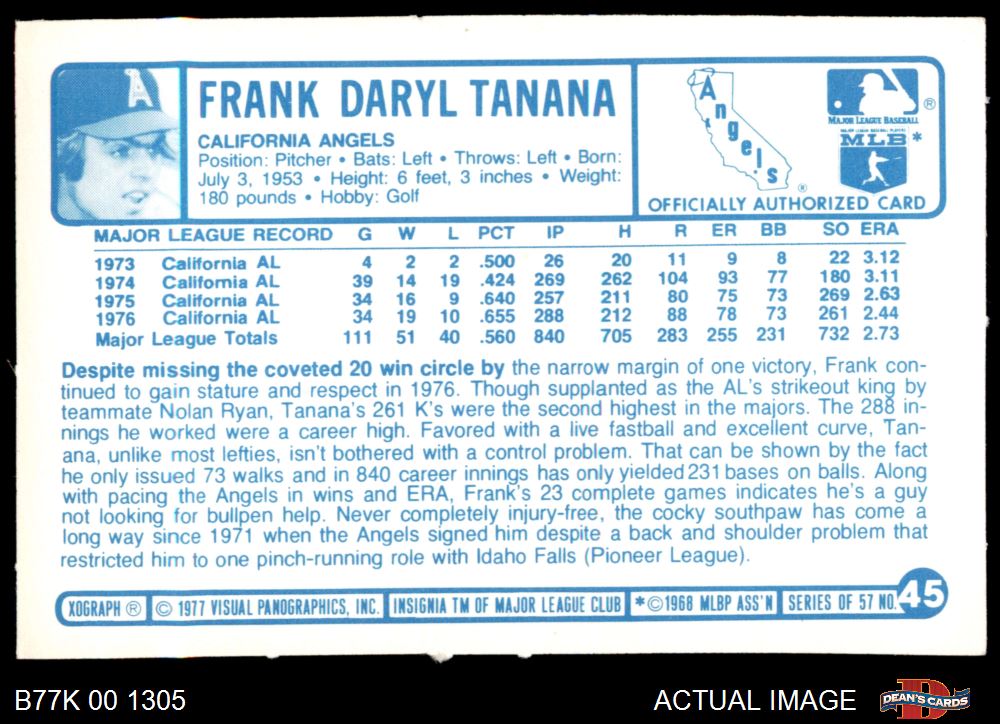 A
FRANK DARYL TANANA
CALIFORNIA ANGELS
Position: Pitcher • Bats: Left • Throws: Left • Born:
July 3, 1953 • Height: 6 feet, 3 inches • Weight:
180 pounds • Hobby: Golf
Angels
®
®
MAJOR LEAGUE BASEBALL
MAJOR LEAGUE BASEBALL PLAYERS
MLB*
OFFICIALLY AUTHORIZED CARD
MAJOR LEAGUE RECORD G W L PCT IP H R ER BB SO ERA
1973 California AL 4 2 2 .500 26 20 11 9 8 22 3.12
1974 California AL 39 14 19 .424 269 262 104 93 77 180 3.11
1975 California AL 34 16 9 .640 257 211 80 75 73 269 2.63
1976 California AL 34 19 10 .655 288 212 88 78 73 261 2.44
Major League Totals 111 51 40 .560 840 705 283 255 231 732 2.73
Despite missing the coveted 20 win circle by the narrow margin of one victory, Frank con-
tinued to gain stature and respect in 1976. Though supplanted as the AL's strikeout king by
teammate Nolan Ryan, Tanana's 261 K's were the second highest in the majors. The 288 in-
nings he worked were a career high. Favored with a live fastball and excellent curve, Tan-
ana, unlike most lefties, isn't bothered with a control problem. That can be shown by the fact
he only issued 73 walks and in 840 career innings has only yielded 231 bases on balls. Along
with pacing the Angels in wins and ERA, Frank's 23 complete games indicates he's a guy
not looking for bullpen help. Never completely injury-free, the cocky southpaw has come a
long way since 1971 when the Angels signed him despite a back and shoulder problem that
restricted him to one pinch-running role with Idaho Falls (Pioneer League).
XOGRAPH ® © 1977 VISUAL PANOGRAPHICS, INC. INSIGNIA TM OF MAJOR LEAGUE CLUB *©1968 MLBP ASS'N SERIES OF 57 NO. 45
B77K 00 1305 ACTUAL IMAGE D DEAN'S CARDS